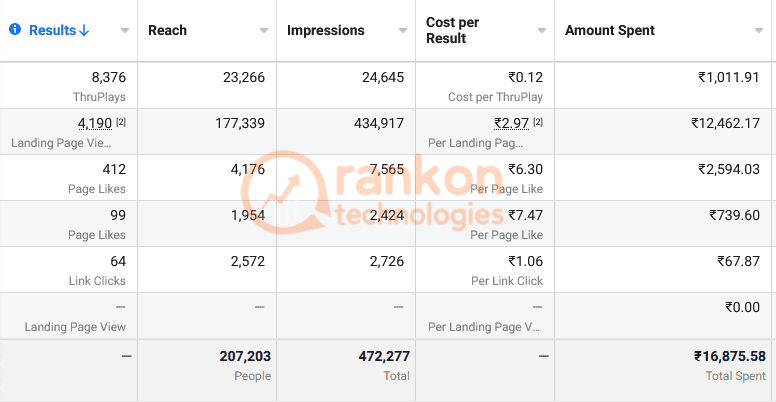 Results↓ Reach Impressions Cost per Result Amount Spent
8,376 23,266 24,645 ₹0.12 ₹1,011.91
ThruPlays Cost per ThruPlay
4,190 [2] 177,339 434,917 ₹2.97 [2] ₹12,462.17
Landing Page Vie... Per Landing Pag...
412 4,176 7,565 ₹6.30 ₹2,594.03
Page Likes Per Page Like
99 1,954 2,424 ₹7.47 ₹739.60
Page Likes Per Page Like
64 2,572 2,726 ₹1.06 ₹67.87
Link Clicks Per Link Click
— — — — ₹0.00
Landing Page View Per Landing Page V...
— 207,203 472,277 — ₹16,875.58
People Total Total Spent
rankon
technologies